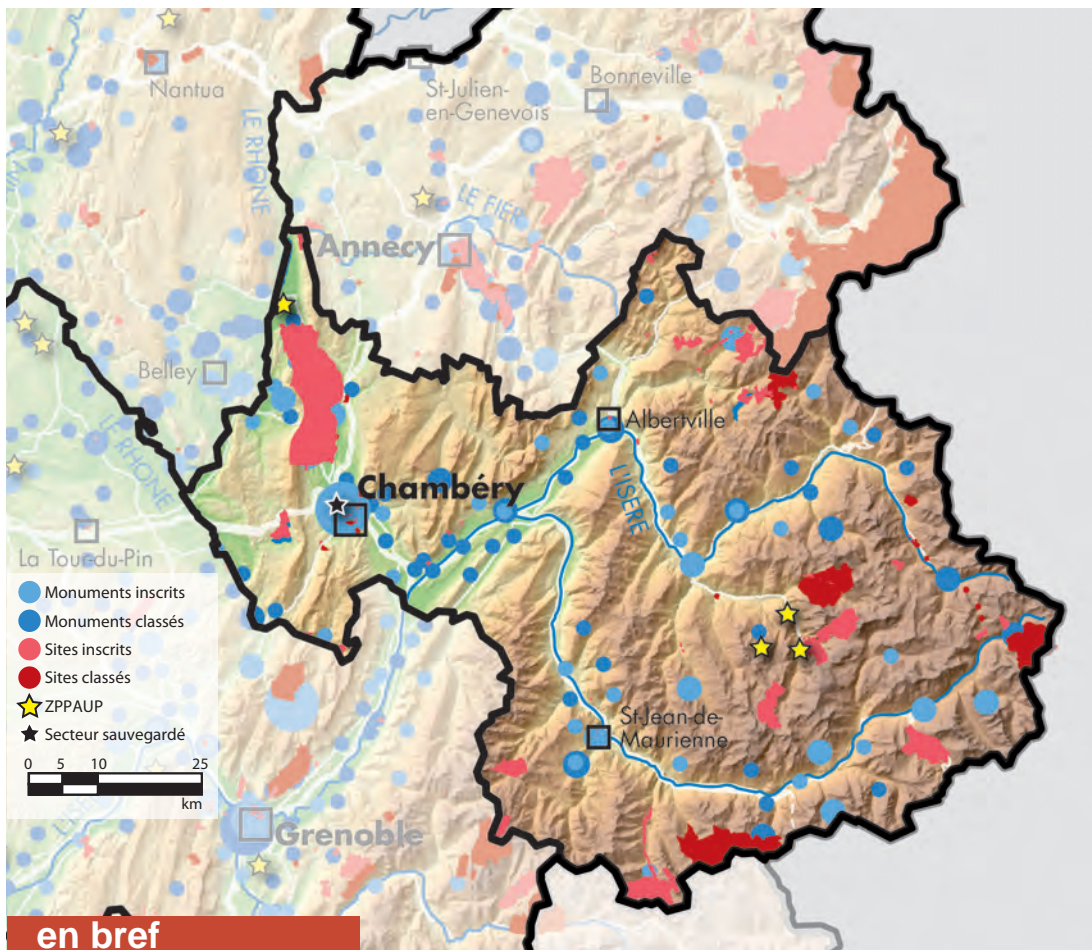 Nantua
St-Julien-
en-Genevois
Bonneville
LE RHONE
LE FIER
Annecy
Belley
LE RHONE
Albertville
L'ISERE
Chambéry
La Tour-du-Pin
Monuments inscrits
Monuments classés
Sites inscrits
Sites classés
ZPPAUP
Secteur sauvegardé
0 5 10 25
km
St-Jean-de-
Maurienne
Grenoble
en bref